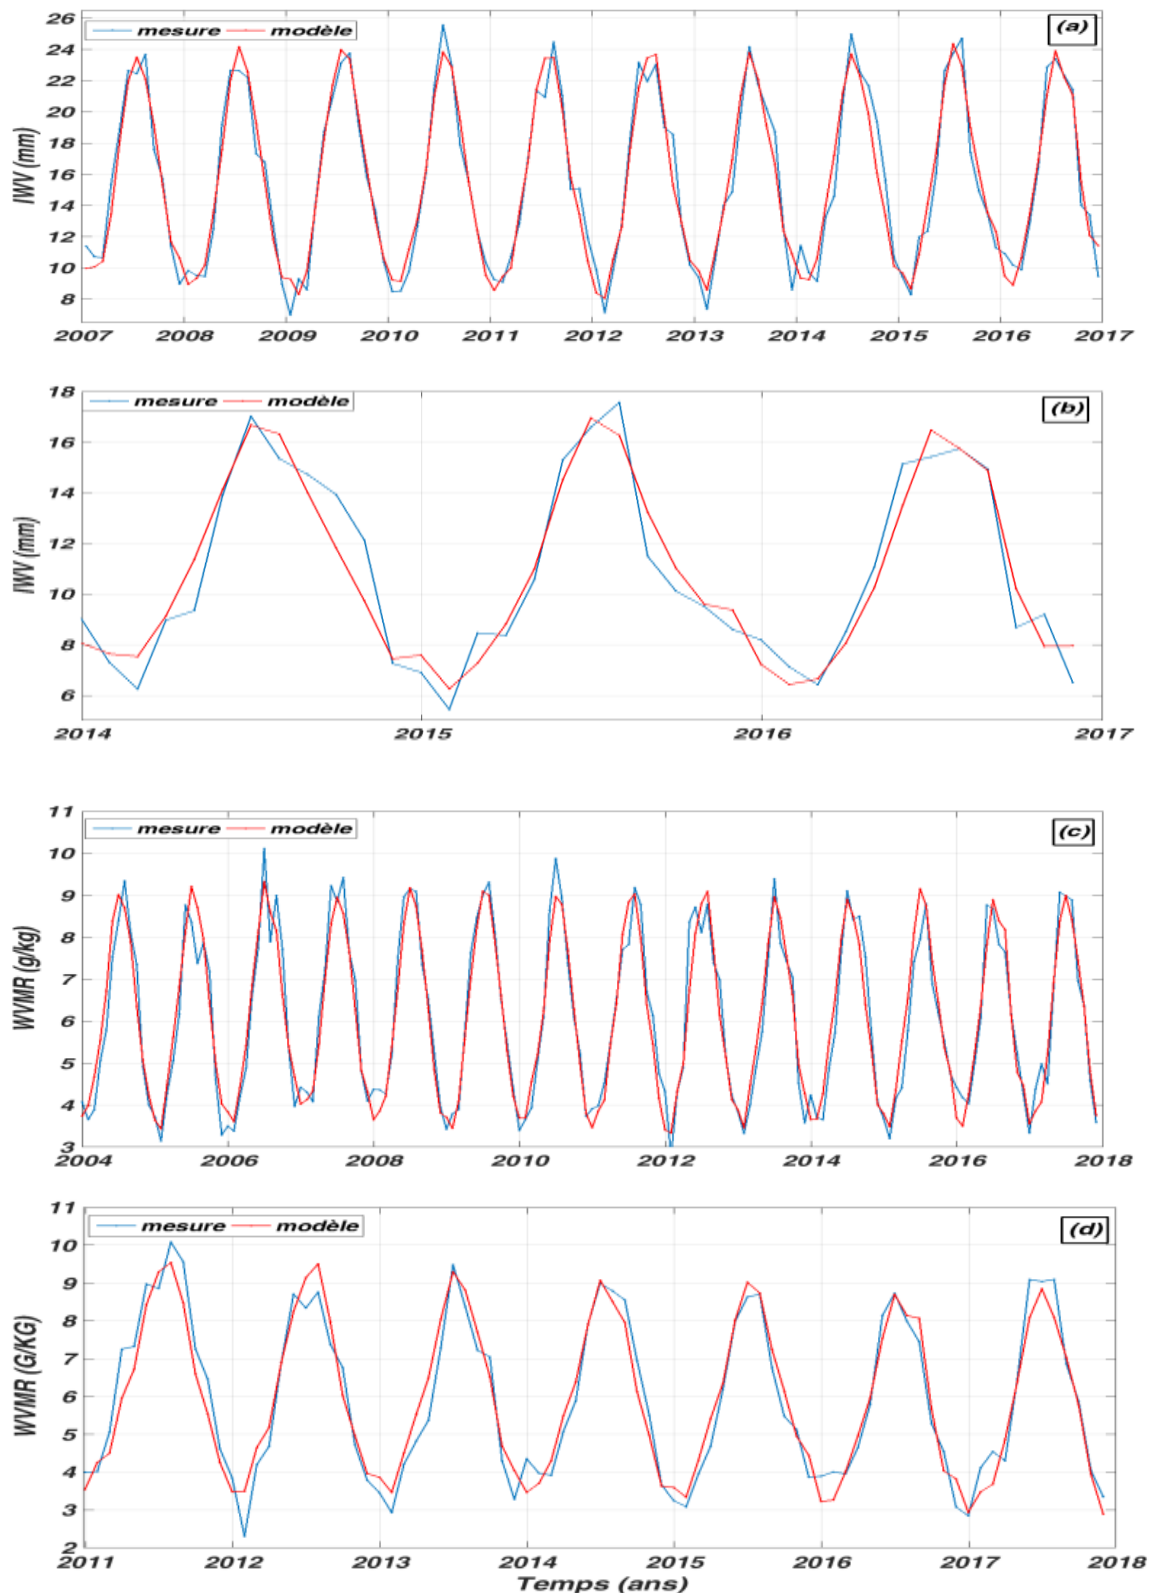 mesure modèle (a)
26
24
22
20
18
16
14
12
10
8
IWV (mm)
2007 2008 2009 2010 2011 2012 2013 2014 2015 2016 2017
mesure modèle (b)
18
16
14
12
10
8
6
IWV (mm)
2014 2015 2016 2017
mesure modèle (c)
11
10
9
8
7
6
5
4
3
WVMR (g/kg)
2004 2006 2008 2010 2012 2014 2016 2018
mesure modèle (d)
11
10
9
8
7
6
5
4
3
2
WVMR (G/KG)
2011 2012 2013 2014 2015 2016 2017 2018
Temps (ans)